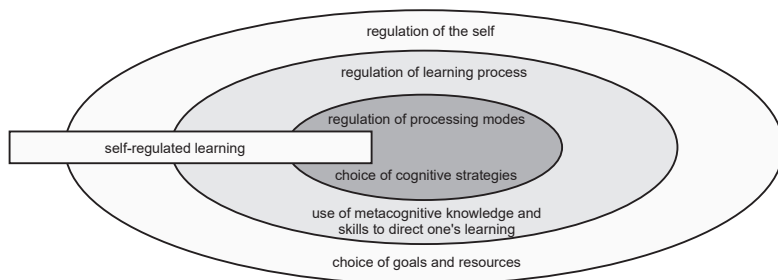 regulation of the self
regulation of learning process
regulation of processing modes
self-regulated learning
choice of cognitive strategies
use of metacognitive knowledge and
skills to direct one's learning
choice of goals and resources